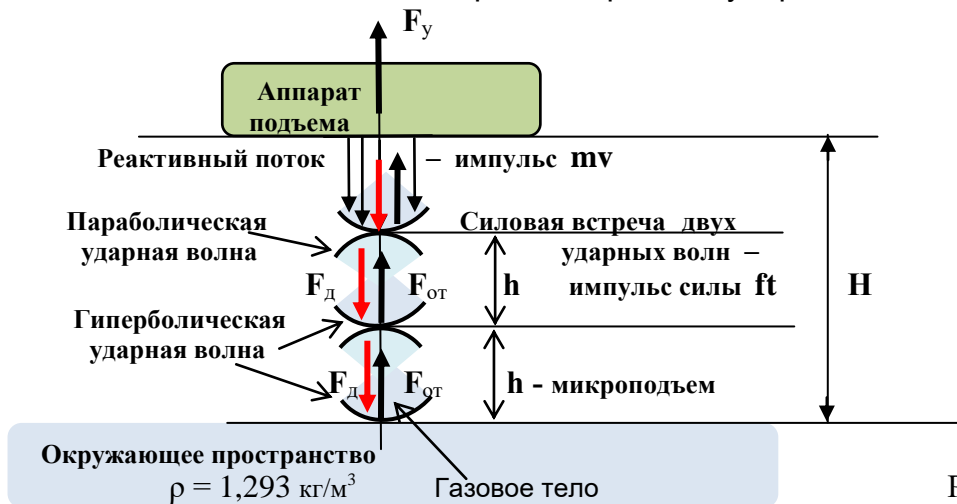 F_у
Аппарат
подъема
Реактивный поток – импульс mv
Параболическая
ударная волна
Силовая встреча двух
ударных волн –
импульс силы ft
F_д F_от h H
Гиперболическая
ударная волна
F_д F_от h - микроподъем
Окружающее пространство
ρ = 1,293 кг/м³ Газовое тело